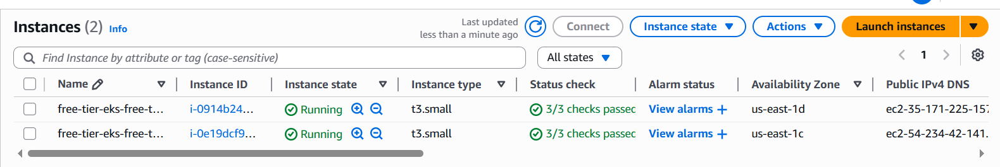 Instances (2) Info
Last updated
less than a minute ago
Connect
Instance state
Actions
Launch instances
Find Instance by attribute or tag (case-sensitive)
All states
1
Name Instance ID Instance state Instance type Status check Alarm status Availability Zone Public IPv4 DNS
free-tier-eks-free-t... i-0914b24... Running t3.small 3/3 checks passec View alarms + us-east-1d ec2-35-171-225-157
free-tier-eks-free-t... i-0e19dcf9... Running t3.small 3/3 checks passec View alarms + us-east-1c ec2-54-234-42-141.